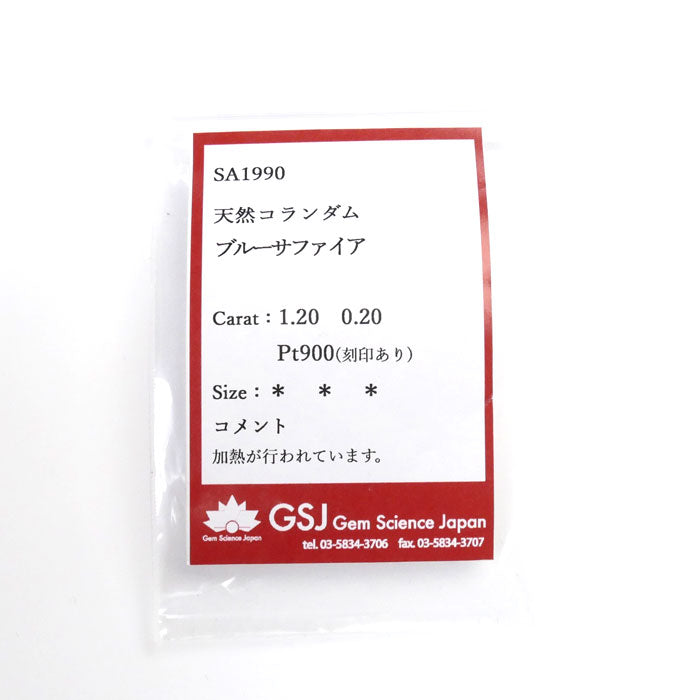 SA1990
天然コランダム
ブルーサファイア
Carat：1.20 0.20
Pt900(刻印あり)
Size：＊ ＊ ＊
コメント
加熱が行われています。
Gem Science Japan
GSJ Gem Science Japan
tel. 03-5834-3706 fax. 03-5834-3707